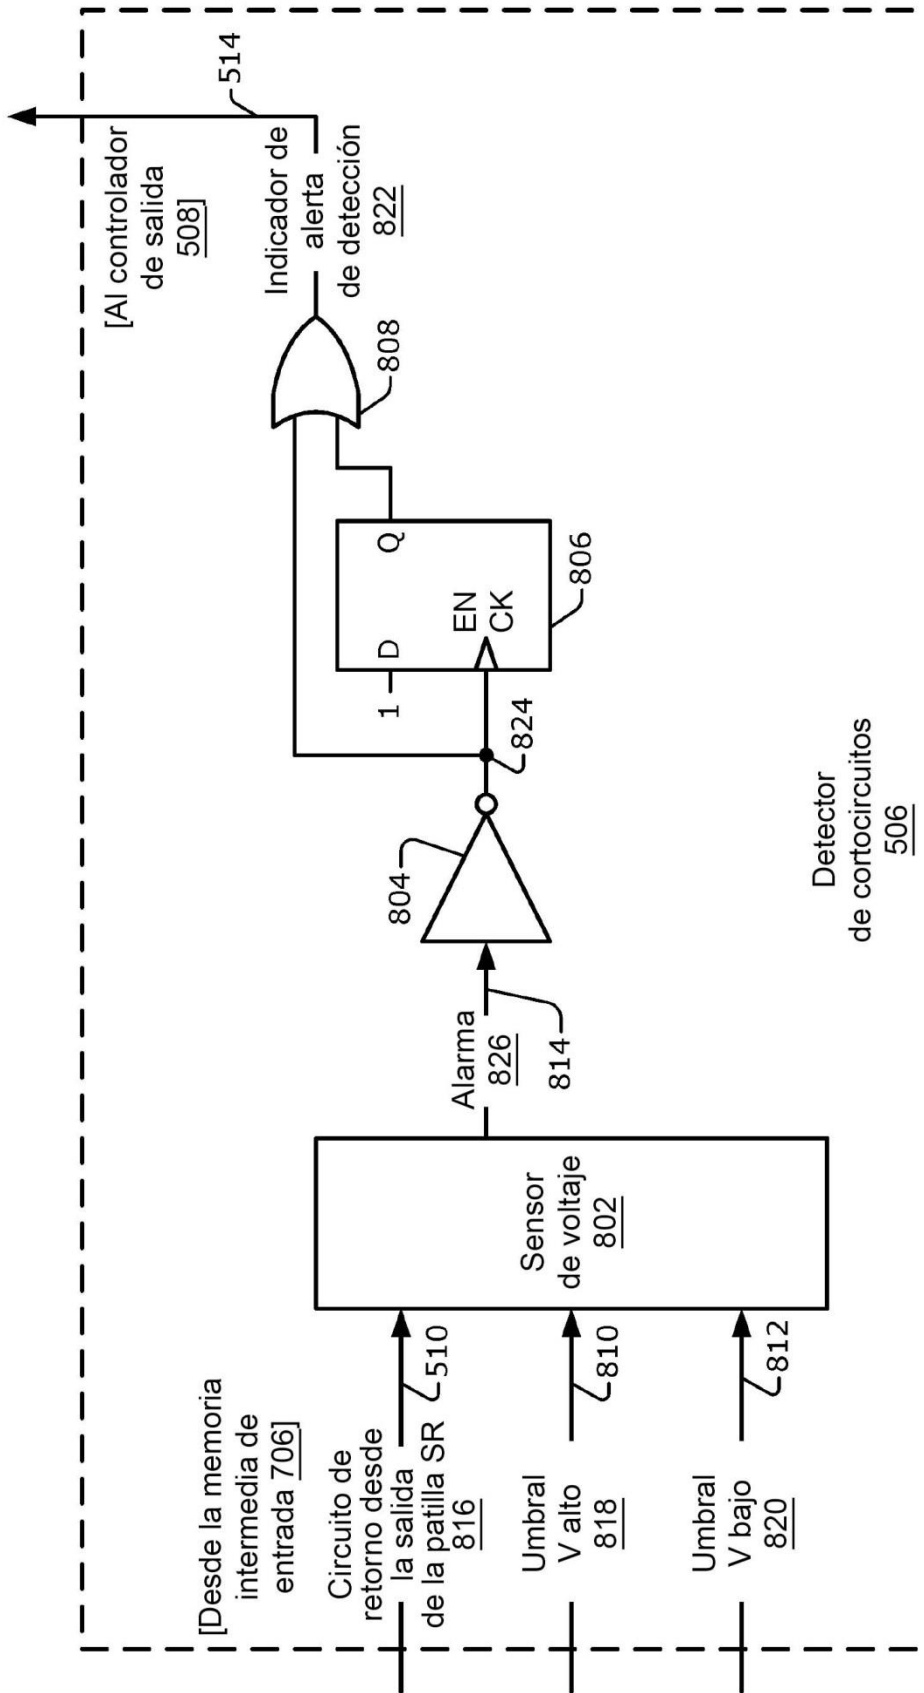 [Desde la memoria
intermedia de
entrada 706]
Circuito de
retorno desde
la salida
de la patilla SR
816
510
Umbral
V alto
818
810
Umbral
V bajo
820
812
Sensor
de voltaje
802
Alarma
826
814
804
824
1
D
Q
EN
CK
806
808
Indicador de
alerta
de detección
822
[Al controlador
de salida
508]
514
Detector
de cortocircuitos
506